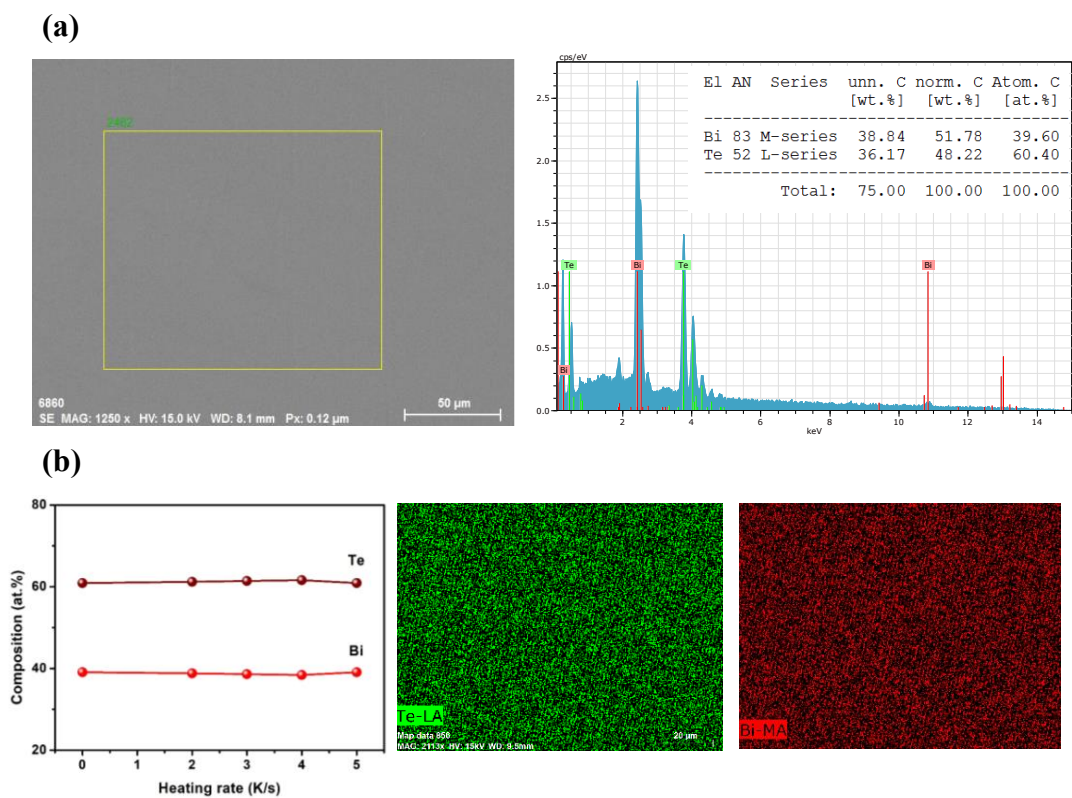 (a)
2482
6860
SE MAG: 1250 x HV: 15.0 kV WD: 8.1 mm Px: 0.12 µm
50 µm
cps/eV
El AN Series unn. C norm. C Atom. C
[wt.%] [wt.%] [at.%]
Bi 83 M-series 38.84 51.78 39.60
Te 52 L-series 36.17 48.22 60.40
Total: 75.00 100.00 100.00
2.5
2.0
1.5
1.0
0.5
0.0
Te
Bi
Te
Bi
Bi
2 4 6 8 10 12 14
keV
(b)
Composition (at.%)
80
60
40
20
Te
Bi
0 1 2 3 4 5
Heating rate (K/s)
Te-LA
Map data 856
MAG: 2113x HV: 15kV WD: 9.5mm
20 µm
Bi-MA